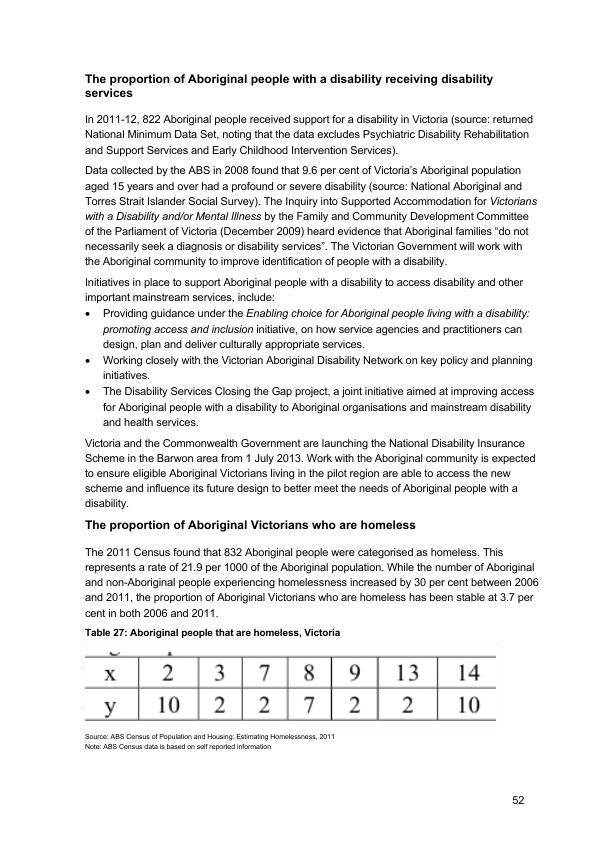 The proportion of Aboriginal people with a disability receiving disability
services
In 2011-12, 822 Aboriginal people received support for a disability in Victoria (source: returned
National Minimum Data Set, noting that the data excludes Psychiatric Disability Rehabilitation
and Support Services and Early Childhood Intervention Services).
Data collected by the ABS in 2008 found that 9.6 per cent of Victoria's Aboriginal population
aged 15 years and over had a profound or severe disability (source: National Aboriginal and
Torres Strait Islander Social Survey). The Inquiry into Supported Accommodation for Victorians
with a Disability and/or Mental Illness by the Family and Community Development Committee
of the Parliament of Victoria (December 2009) heard evidence that Aboriginal families "do not
necessarily seek a diagnosis or disability services". The Victorian Government will work with
the Aboriginal community to improve identification of people with a disability.
Initiatives in place to support Aboriginal people with a disability to access disability and other
important mainstream services, include:
• Providing guidance under the Enabling choice for Aboriginal people living with a disability:
promoting access and inclusion initiative, on how service agencies and practitioners can
design, plan and deliver culturally appropriate services.
• Working closely with the Victorian Aboriginal Disability Network on key policy and planning
initiatives.
• The Disability Services Closing the Gap project, a joint initiative aimed at improving access
for Aboriginal people with a disability to Aboriginal organisations and mainstream disability
and health services.
Victoria and the Commonwealth Government are launching the National Disability Insurance
Scheme in the Barwon area from 1 July 2013. Work with the Aboriginal community is expected
to ensure eligible Aboriginal Victorians living in the pilot region are able to access the new
scheme and influence its future design to better meet the needs of Aboriginal people with a
disability.
The proportion of Aboriginal Victorians who are homeless
The 2011 Census found that 832 Aboriginal people were categorised as homeless. This
represents a rate of 21.9 per 1000 of the Aboriginal population. While the number of Aboriginal
and non-Aboriginal people experiencing homelessness increased by 30 per cent between 2006
and 2011, the proportion of Aboriginal Victorians who are homeless has been stable at 3.7 per
cent in both 2006 and 2011.
Table 27: Aboriginal people that are homeless, Victoria
x 2 3 7 8 9 13 14
y 10 2 2 7 2 2 10
Source: ABS Census of Population and Housing: Estimating Homelessness, 2011
Note: ABS Census data is based on self reported information
52